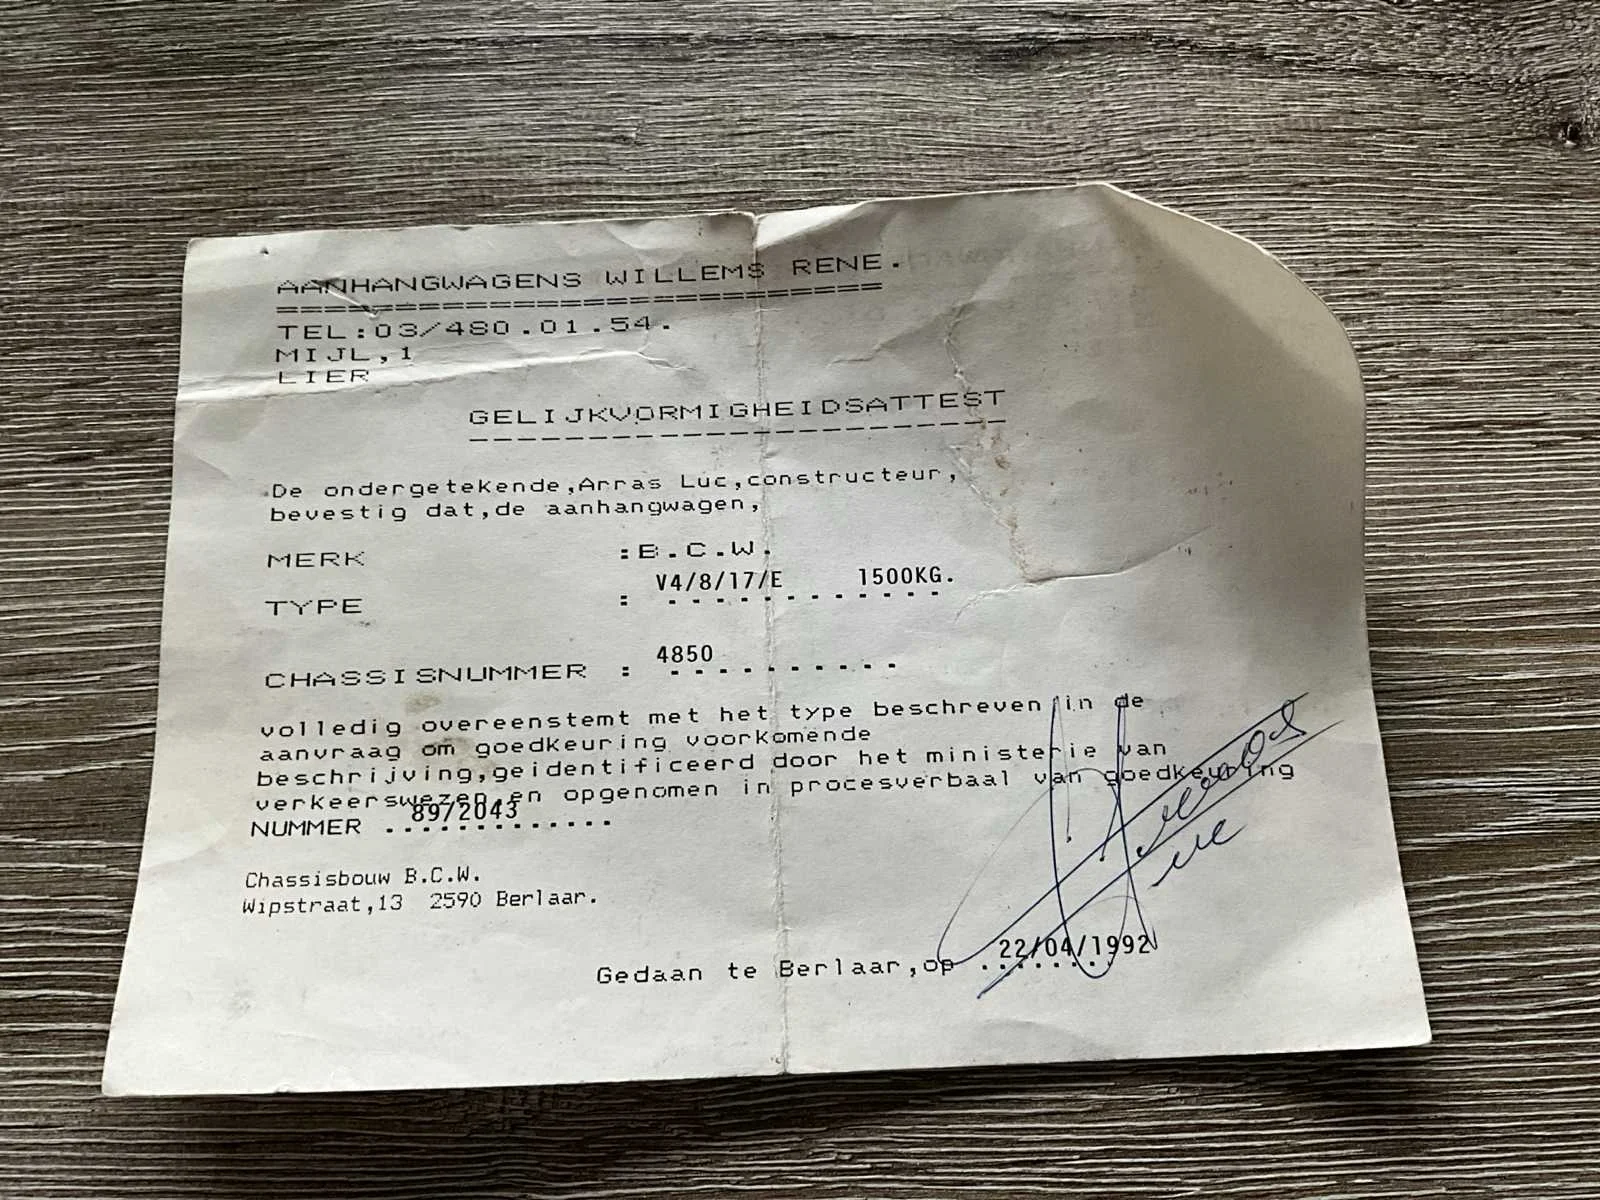 AANHANGWAGENS WILLEMS RENE.
TEL:03/480.01.54.
MIJL,1
LIER
GELIJKVORMIGHEIDSATTEST
De ondergetekende,Arras Luc,constructeur,
bevestig dat,de aanhangwagen,
MERK :B.C.W.
V4/8/17/E 1500KG.
TYPE : . . . . . . . . . . . .
4850
CHASSISNUMMER : . . . . . . . . . .
volledig overeenstemt met het type beschreven in de
aanvraag om goedkeuring voorkomende
beschrijving,geidentificeerd door het ministerie van
verkeerswezen,en opgenomen in procesverbaal van goedkeuring
89/2043
NUMMER .............
Chassisbouw B.C.W.
Wipstraat,13 2590 Berlaar.
22/04/1992
Gedaan te Berlaar,op ........